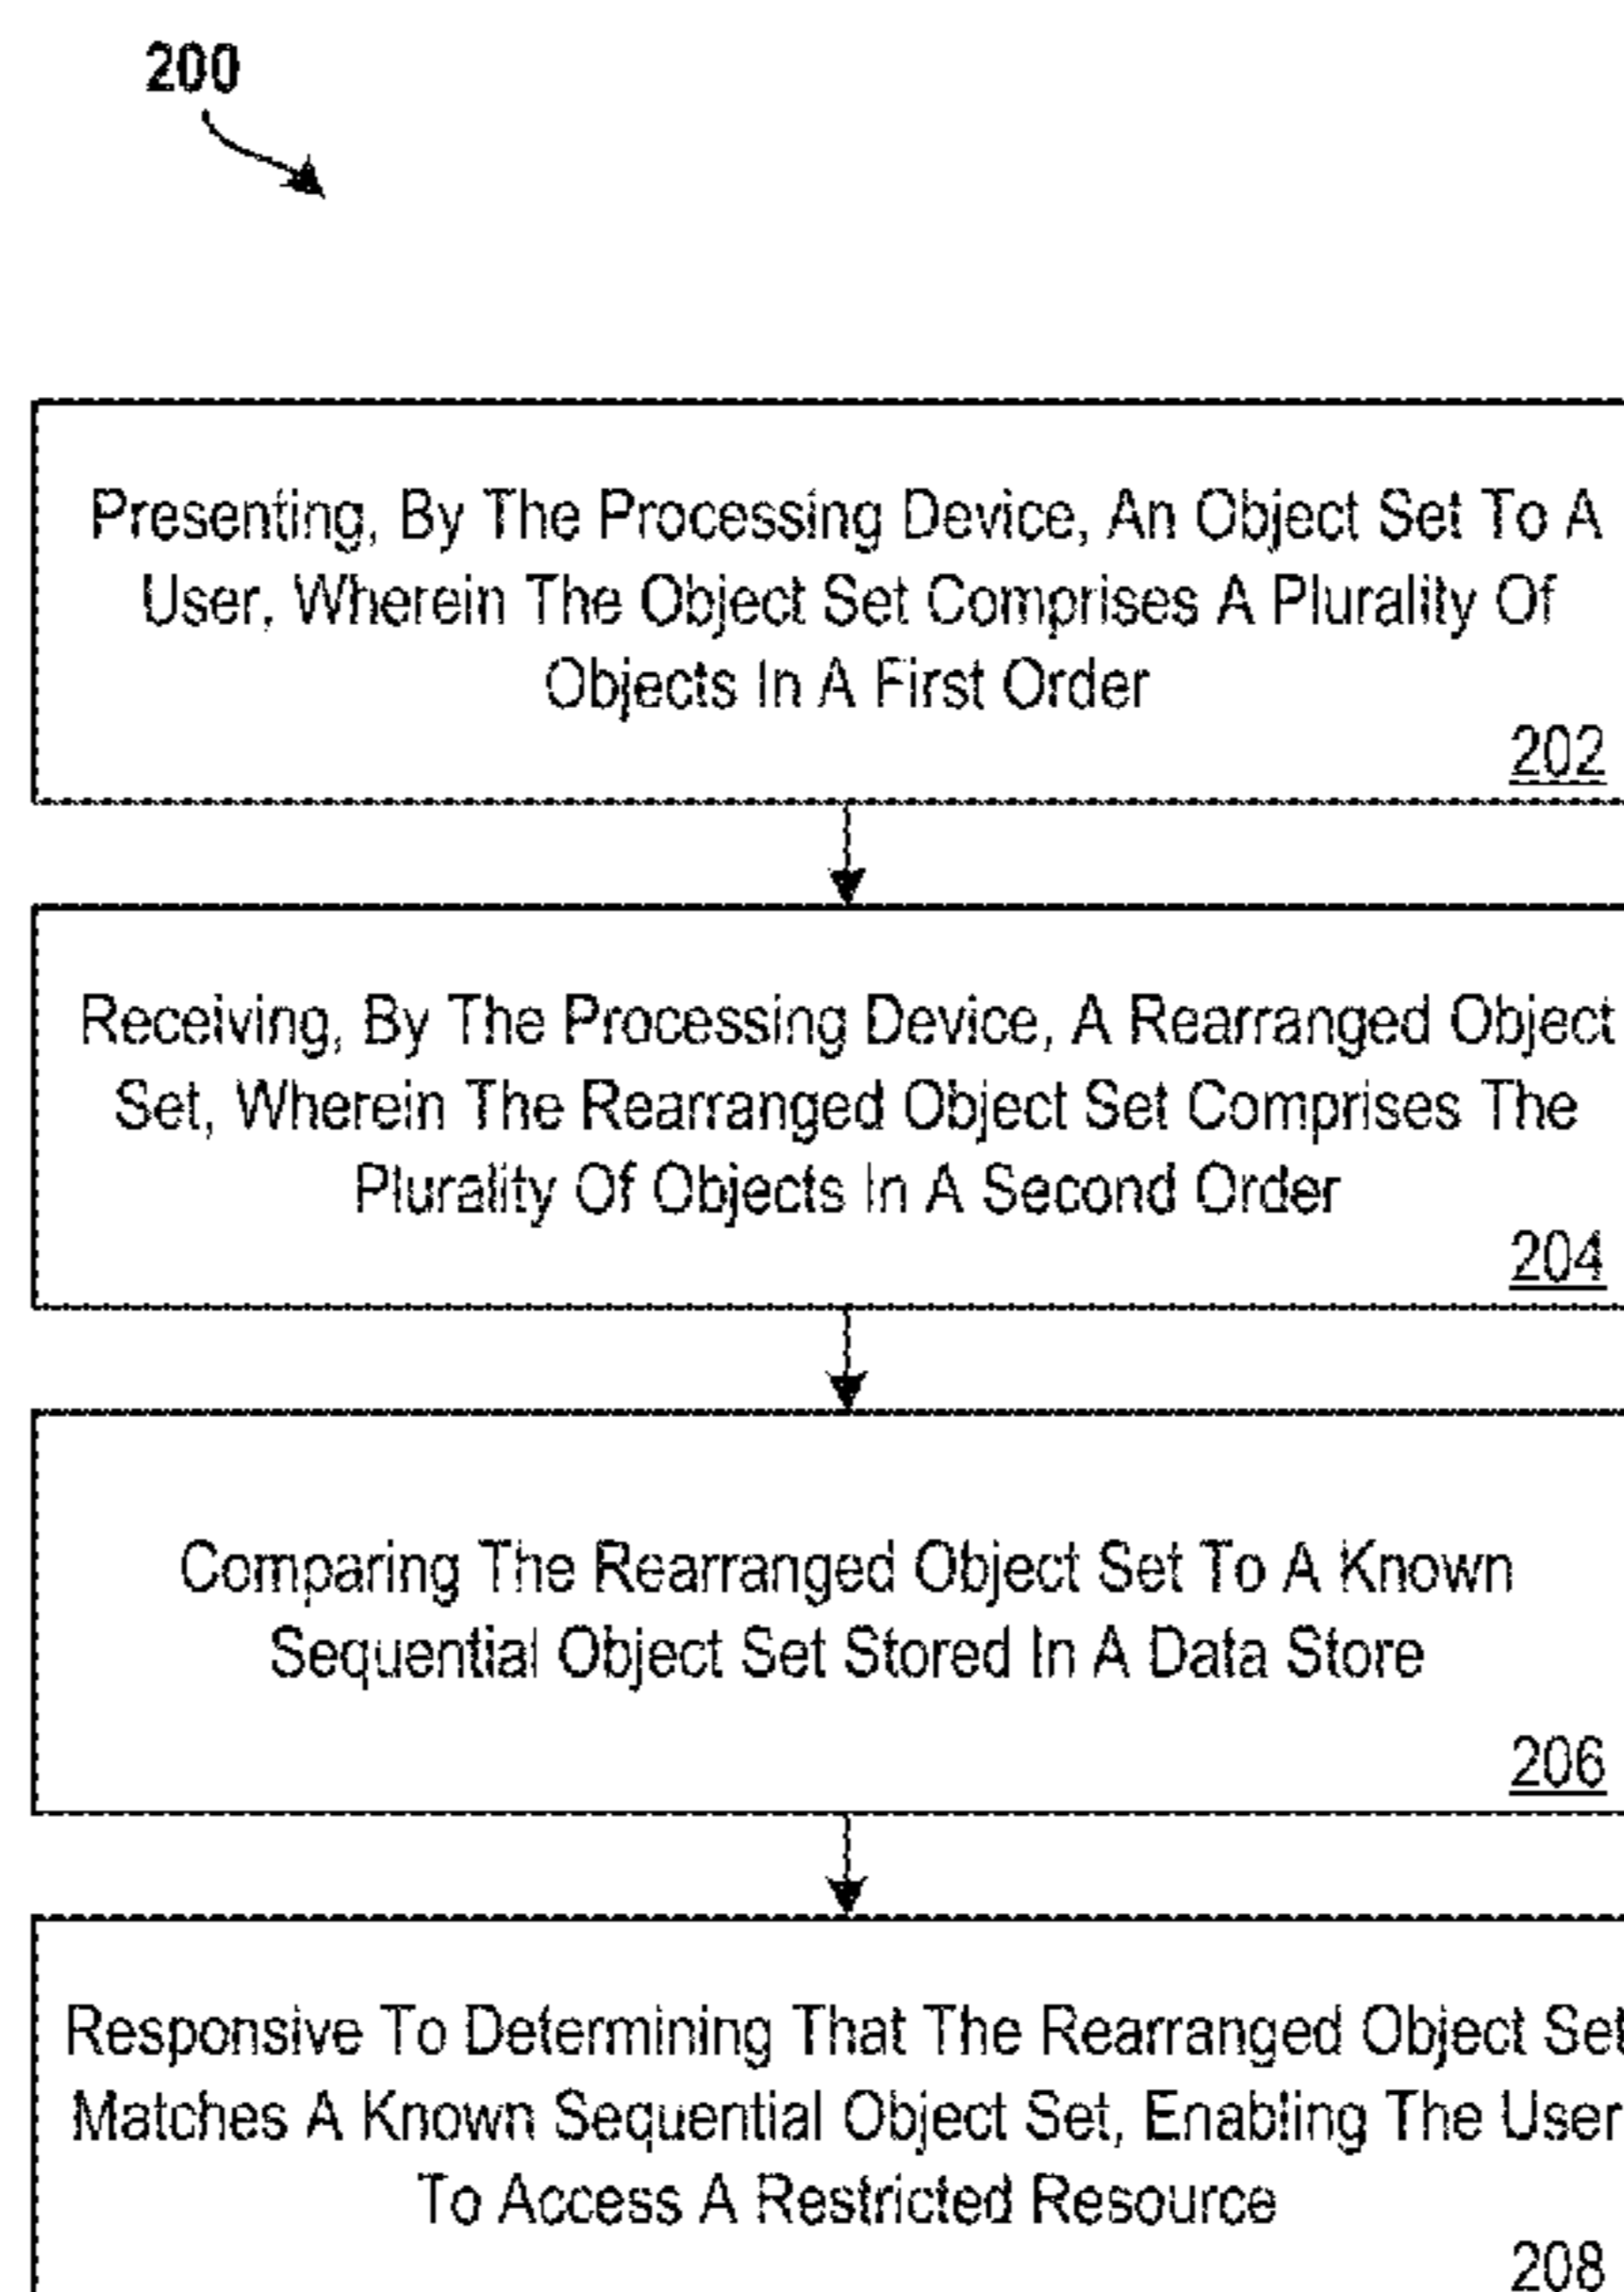 200
Presenting, By The Processing Device, An Object Set To A
User, Wherein The Object Set Comprises A Plurality Of
Objects In A First Order
202
Receiving, By The Processing Device, A Rearranged Object
Set, Wherein The Rearranged Object Set Comprises The
Plurality Of Objects In A Second Order
204
Comparing The Rearranged Object Set To A Known
Sequential Object Set Stored In A Data Store
206
Responsive To Determining That The Rearranged Object Set
Matches A Known Sequential Object Set, Enabling The User
To Access A Restricted Resource
208